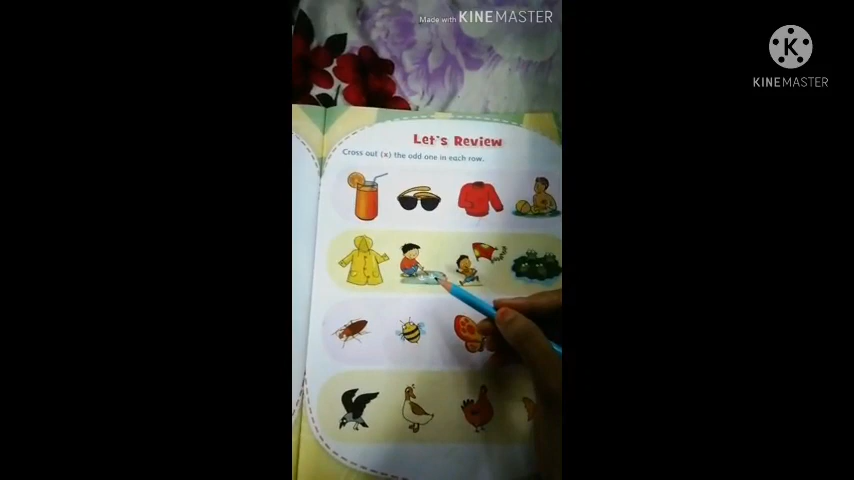 Made with KINEMASTER
K
KINEMASTER
Let's Review
Cross out (x) the odd one in each row.